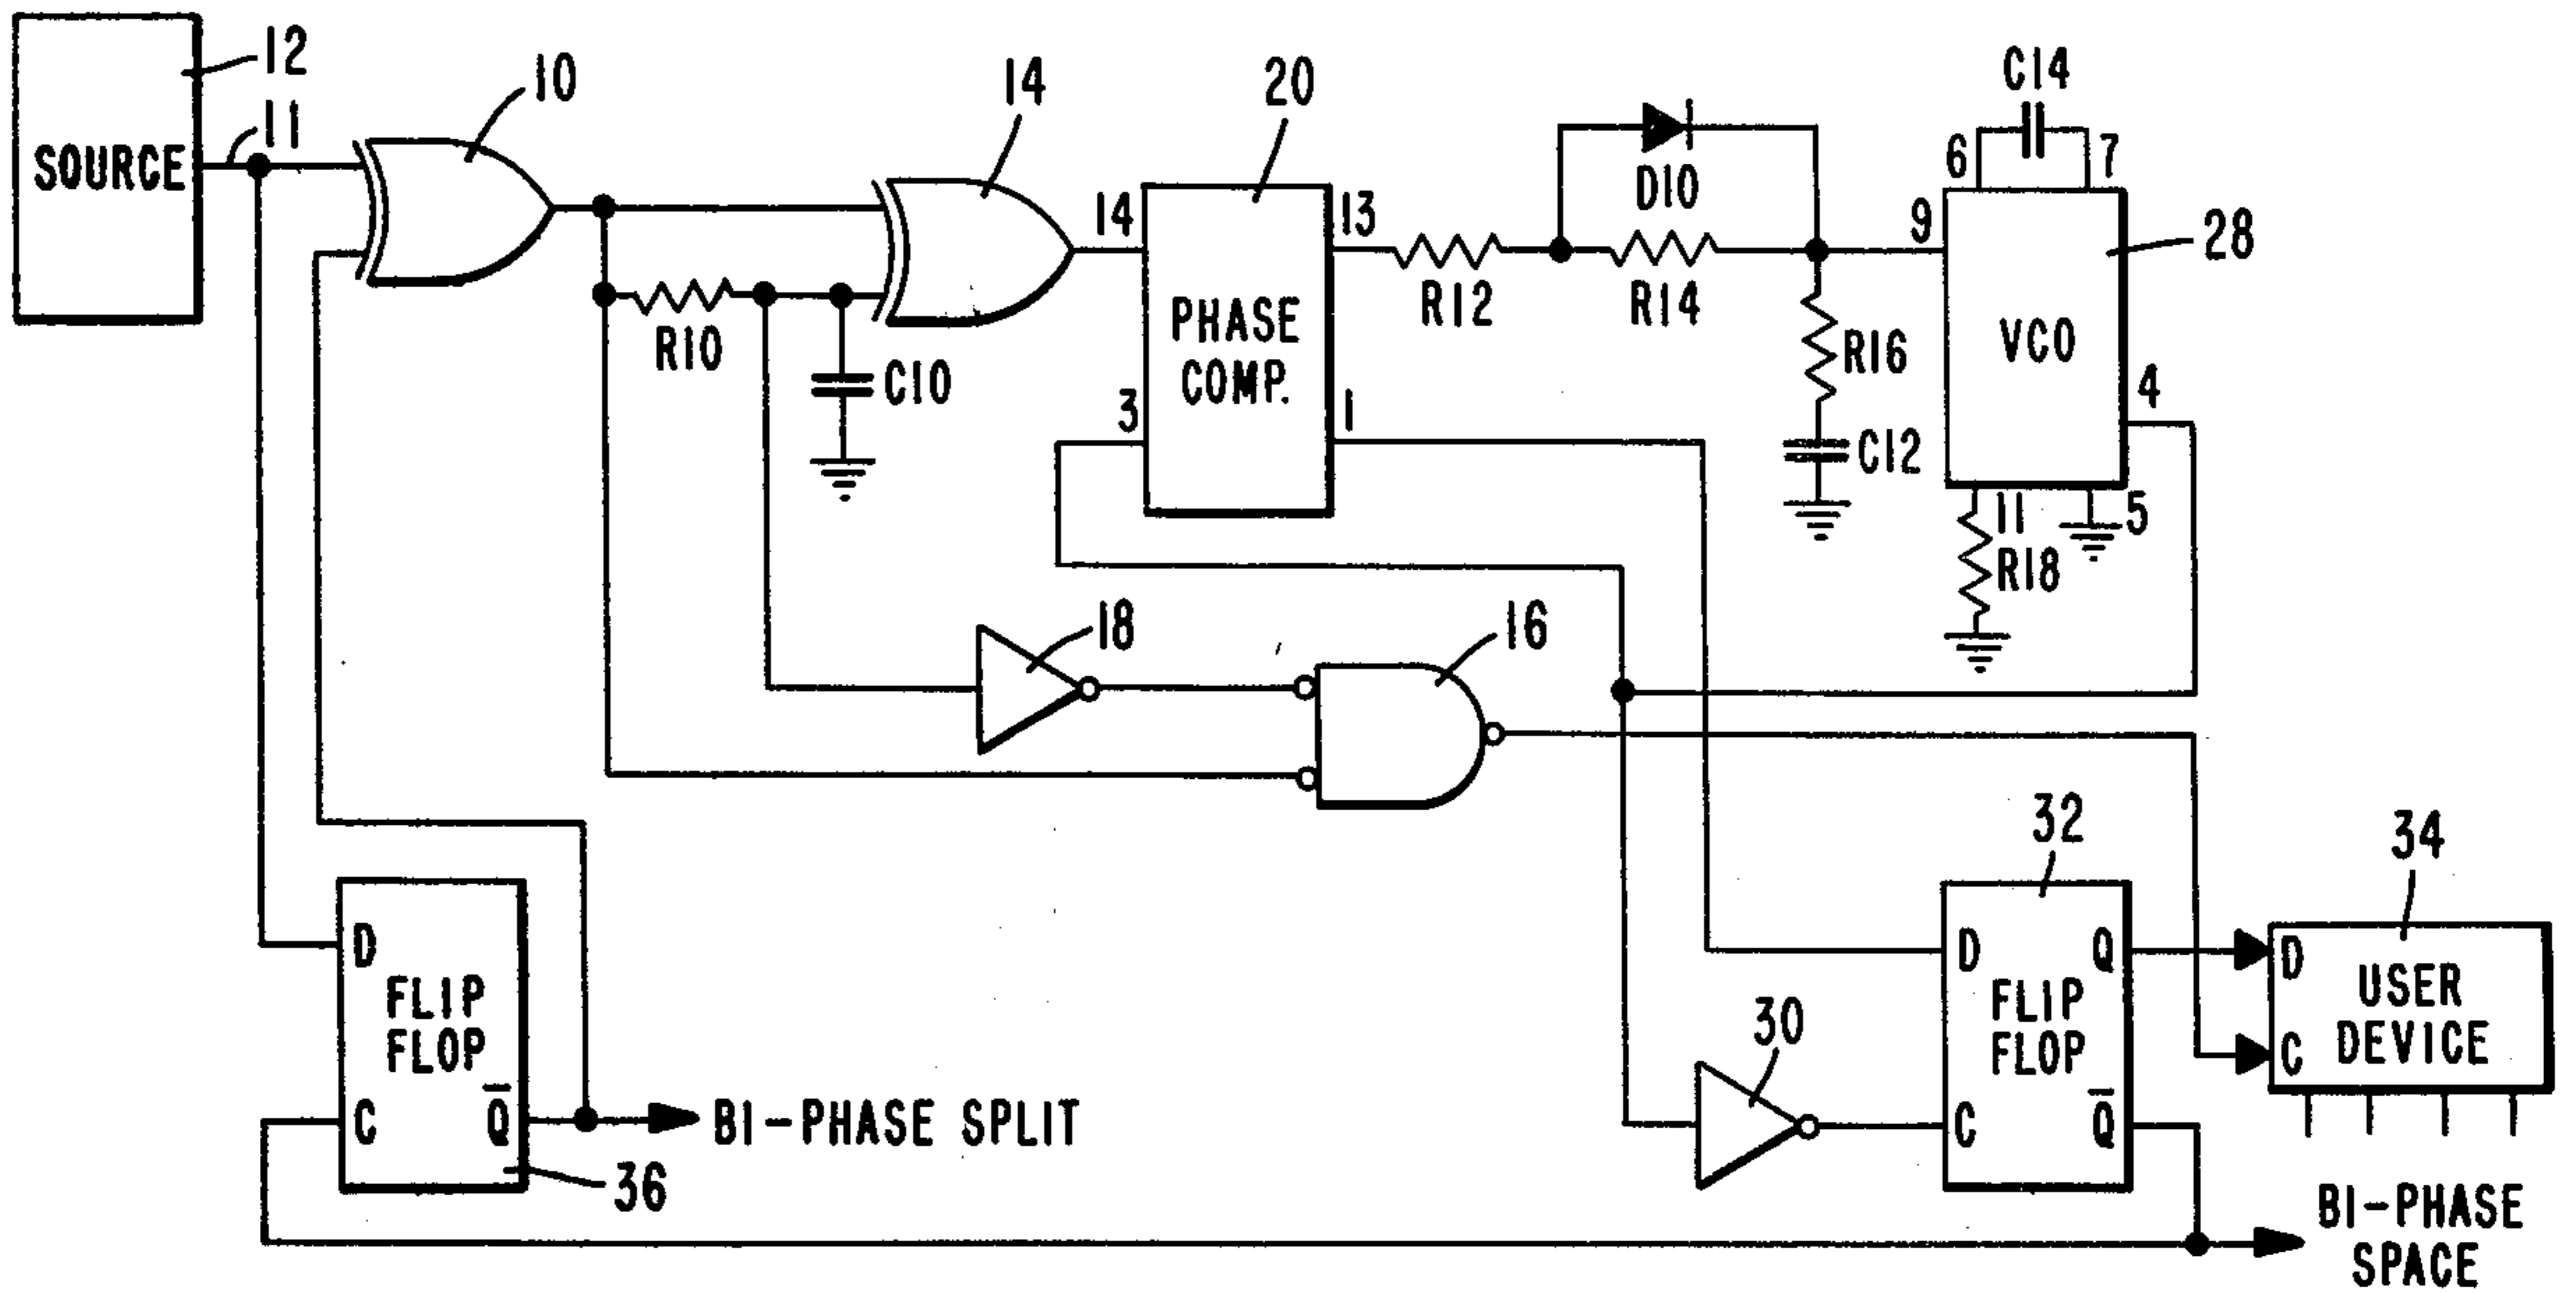 12
10
14
20
C14
11
6
7
SOURCE
D10
14
13
9
28
R12
R14
R10
C10
PHASE
COMP.
R16
VCO
3
1
4
C12
11
5
R18
18
16
32
34
D
FLIP
FLOP
C
Q̅
36
BI-PHASE SPLIT
30
D
Q
FLIP
FLOP
C
Q̅
D
USER
DEVICE
C
BI-PHASE
SPACE